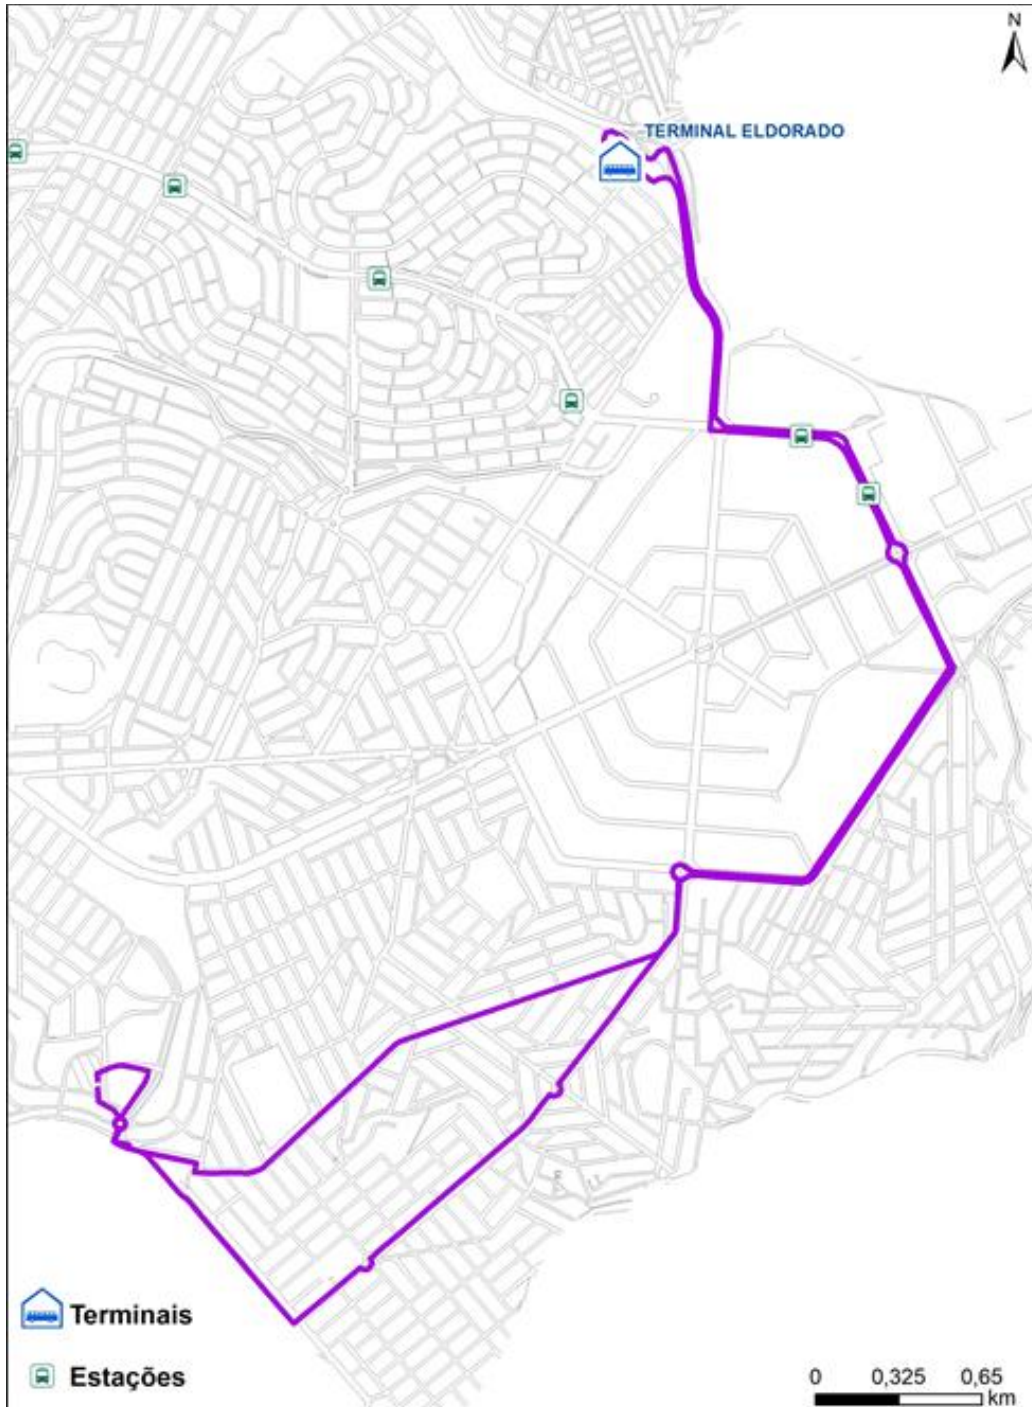 N
TERMINAL ELDORADO
Terminais
Estações
0 0,325 0,65
km